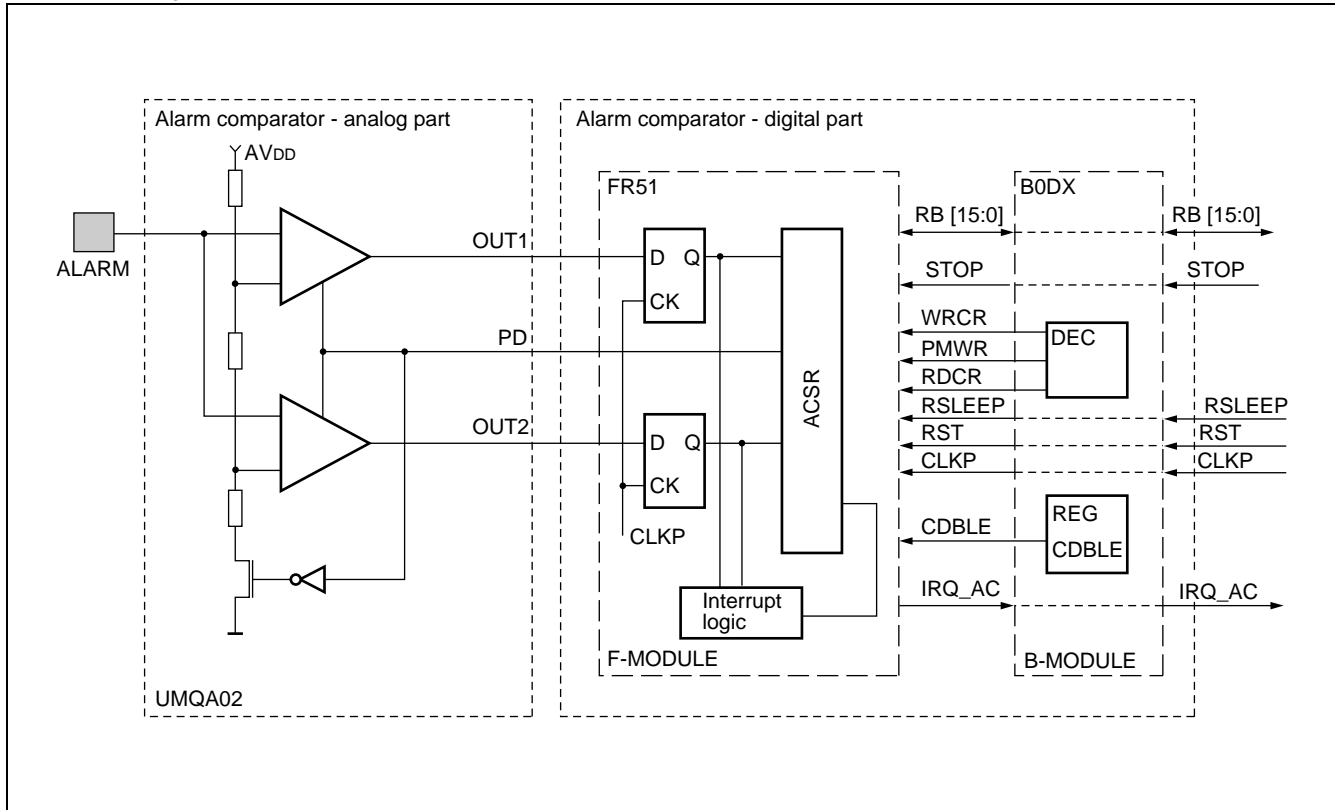 Alarm comparator - analog part
AVDD
ALARM
OUT1
PD
OUT2
UMQA02
Alarm comparator - digital part
FR51
D Q
CK
D Q
CK
CLKP
ACSR
Interrupt
logic
F-MODULE
B0DX
RB [15:0]
RB [15:0]
STOP
STOP
WRCR
DEC
PMWR
RDCR
RSLEEP
RSLEEP
RST
RST
CLKP
CLKP
REG
CDBLE
CDBLE
IRQ_AC
IRQ_AC
B-MODULE